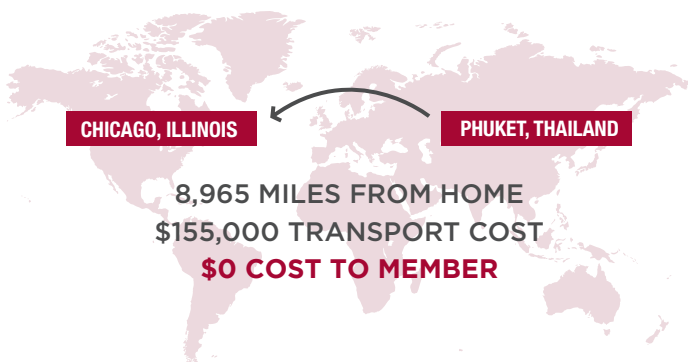 CHICAGO, ILLINOIS
PHUKET, THAILAND
8,965 MILES FROM HOME
$155,000 TRANSPORT COST
$0 COST TO MEMBER